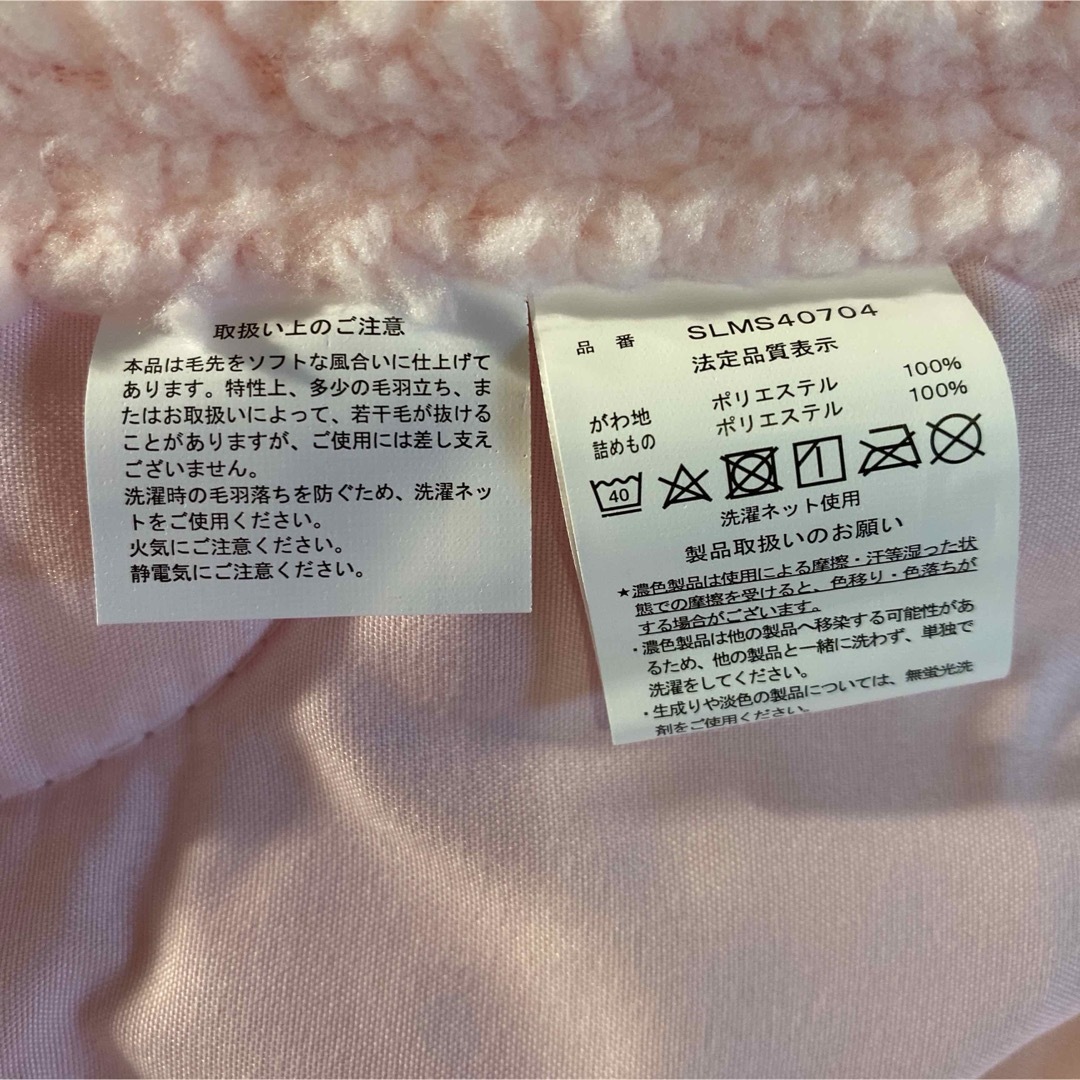 取扱い上のご注意
本品は毛先をソフトな風合いに仕上げて
あります。特性上、多少の毛羽立ち、ま
たはお取扱いによって、若干毛が抜ける
ことがありますが、ご使用には差し支え
ございません。
洗濯時の毛羽落ちを防ぐため、洗濯ネッ
トをご使用ください。
火気にご注意ください。
静電気にご注意ください。
品 番 SLMS40704
法定品質表示
がわ地 ポリエステル 100%
詰めもの ポリエステル 100%
40
洗濯ネット使用
製品取扱いのお願い
★濃色製品は使用による摩擦・汗等湿った状
態での摩擦を受けると、色移り・色落ちが
する場合がございます。
・濃色製品は他の製品へ移染する可能性があ
るため、他の製品と一緒に洗わず、単独で
洗濯をしてください。
・生成りや淡色の製品については、無蛍光洗
剤をご使用ください。